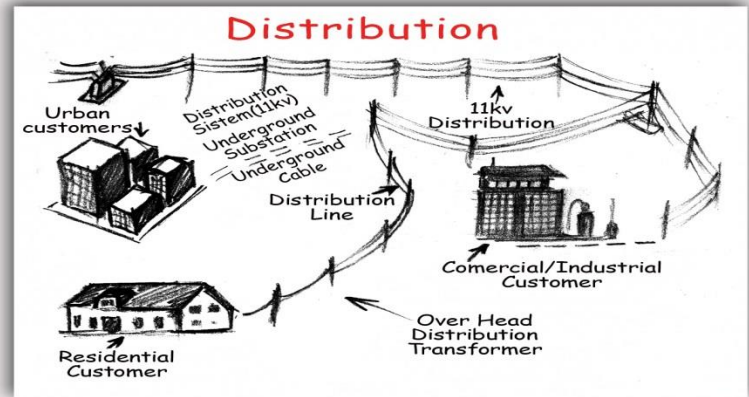 Distribution
Urban
customers
Distribution
Sistem(11kv)
Underground
Substation
Underground
Cable
11kv
Distribution
Distribution
Line
Comercial/Industrial
Customer
Over Head
Distribution
Transformer
Residential
Customer